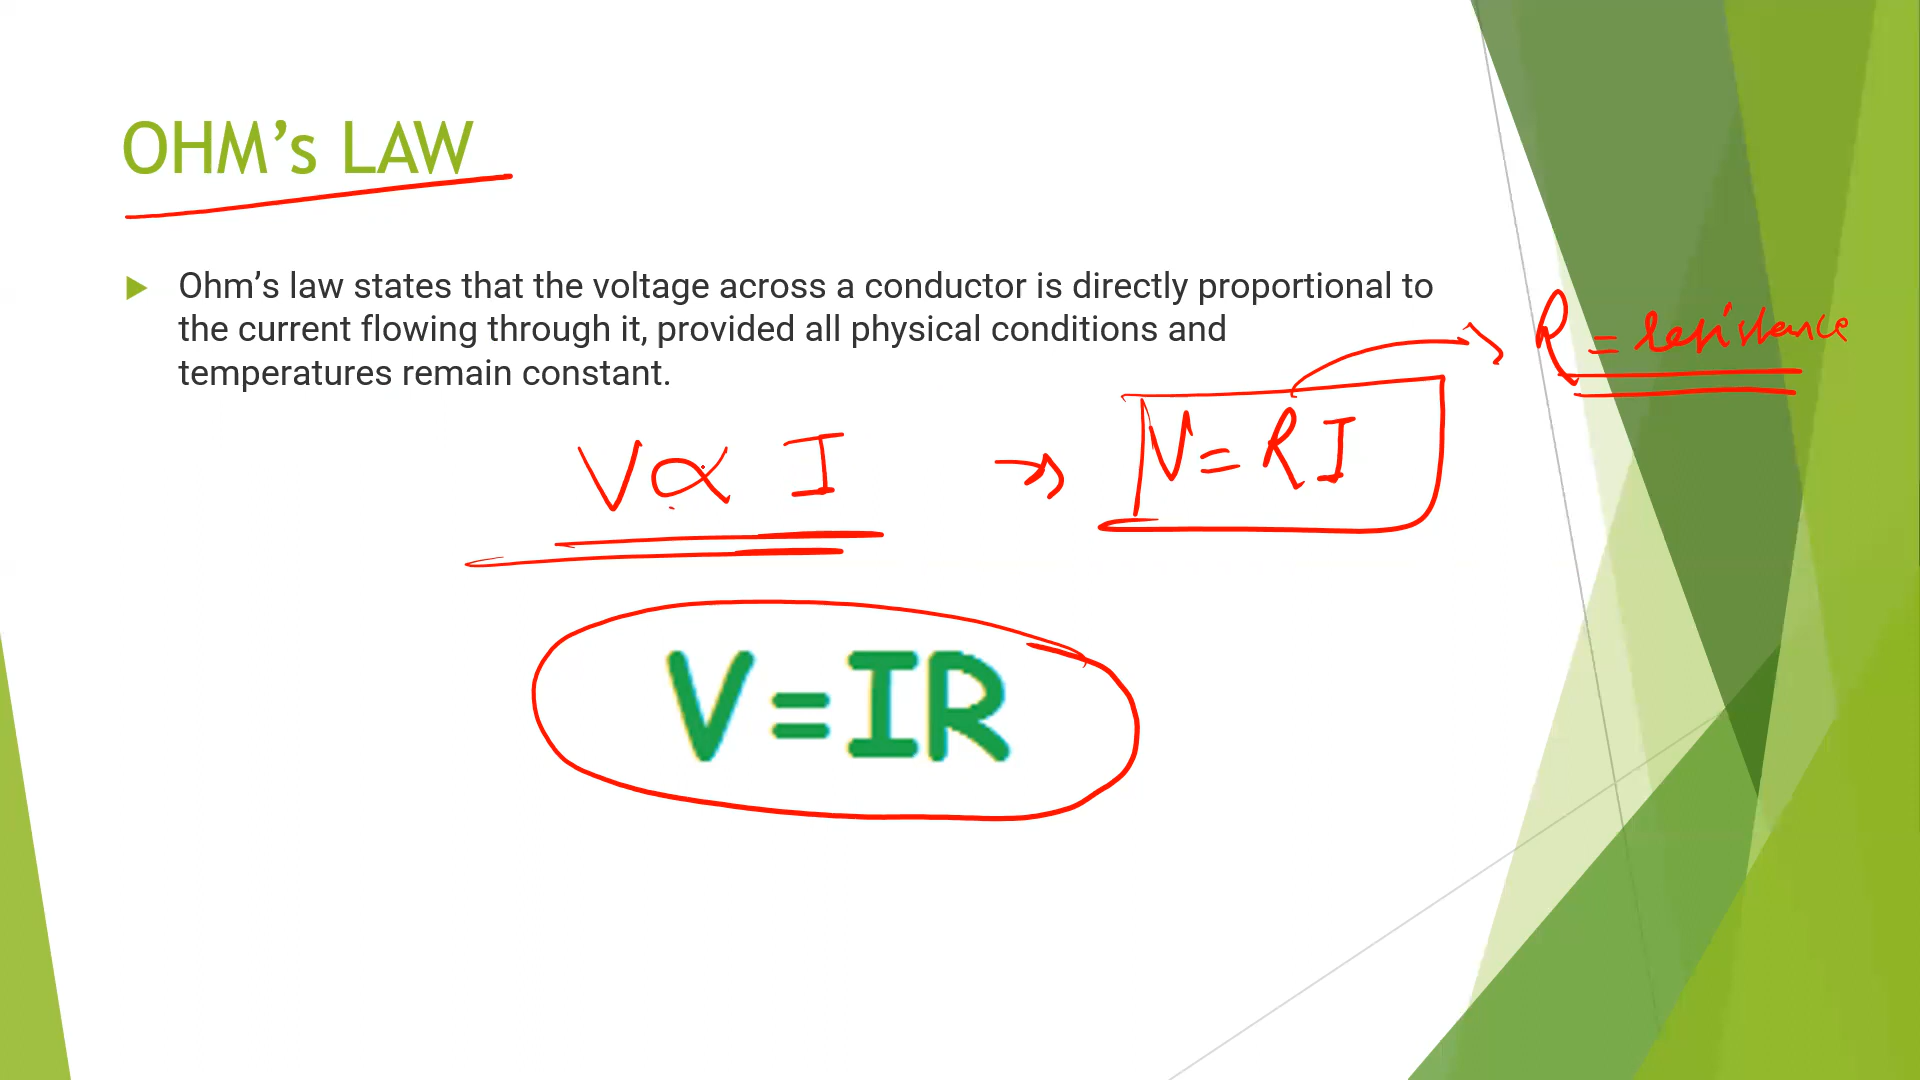 OHM’s LAW
Ohm’s law states that the voltage across a conductor is directly proportional to
the current flowing through it, provided all physical conditions and
temperatures remain constant.
R = resistance
V ∝ I → V = RI
V=IR